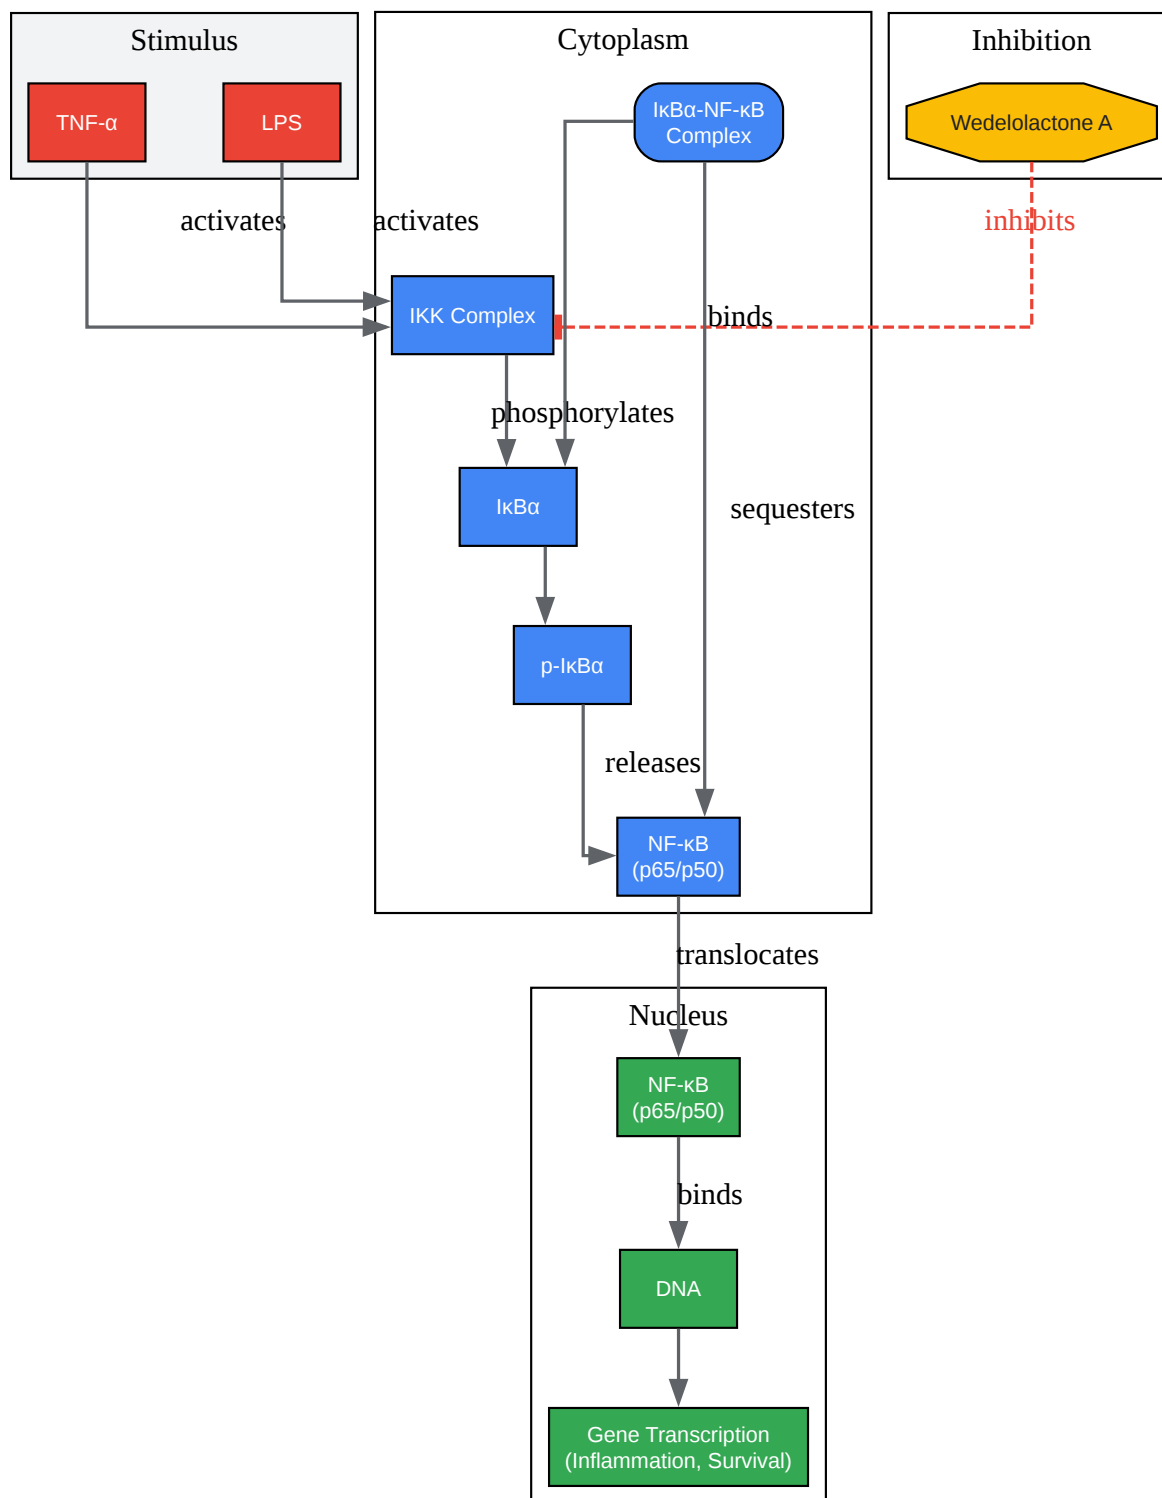 Stimulus
Cytoplasm
Inhibition
TNF-α
LPS
IκBα-NF-κB
Complex
Wedelolactone A
activates
activates
inhibits
IKK Complex
binds
phosphorylates
IκBα
sequesters
p-IκBα
releases
NF-κB
(p65/p50)
translocates
Nucleus
NF-κB
(p65/p50)
binds
DNA
Gene Transcription
(Inflammation, Survival)